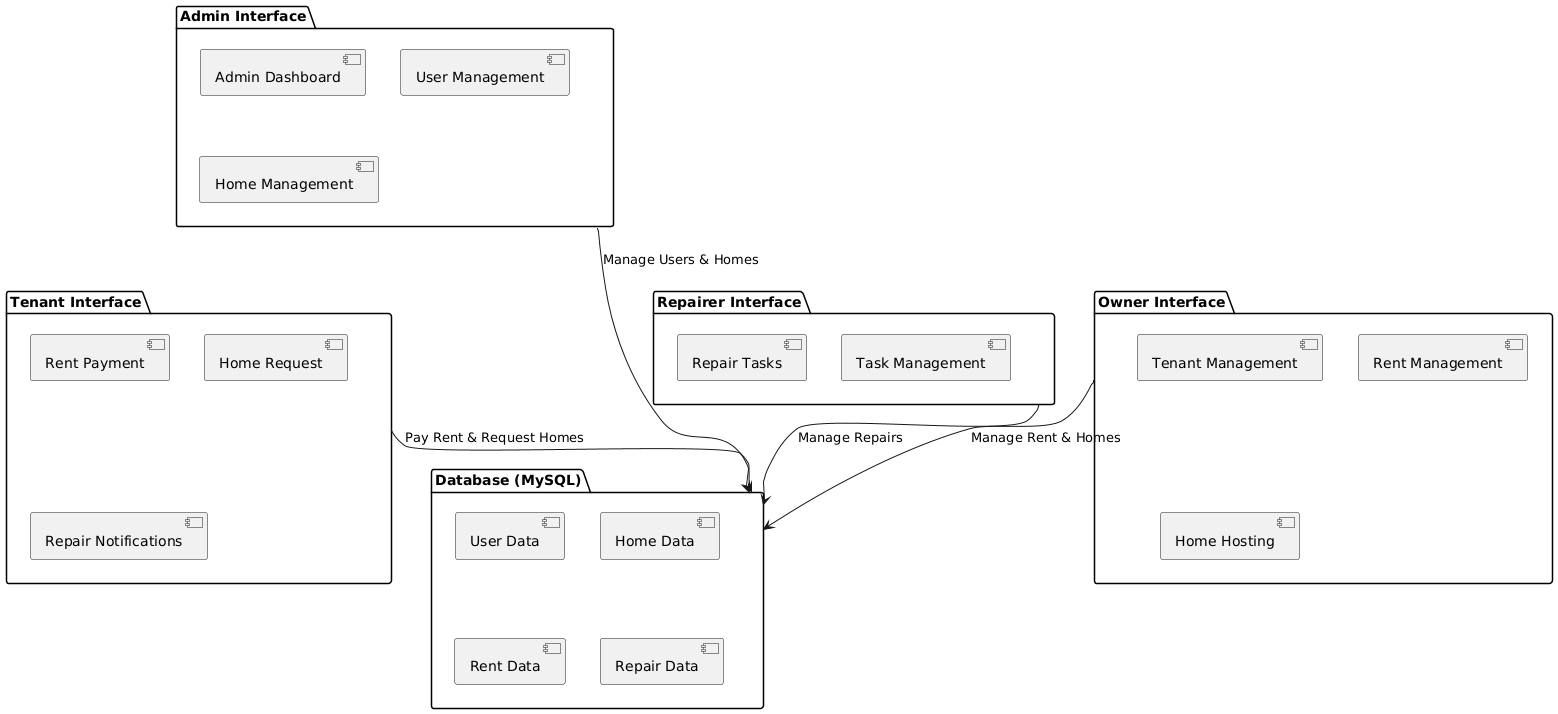 Admin Interface
Admin Dashboard
User Management
Home Management
Manage Users & Homes
Tenant Interface
Rent Payment
Home Request
Repair Notifications
Pay Rent & Request Homes
Repairer Interface
Repair Tasks
Task Management
Manage Repairs
Owner Interface
Tenant Management
Rent Management
Home Hosting
Manage Rent & Homes
Database (MySQL)
User Data
Home Data
Rent Data
Repair Data